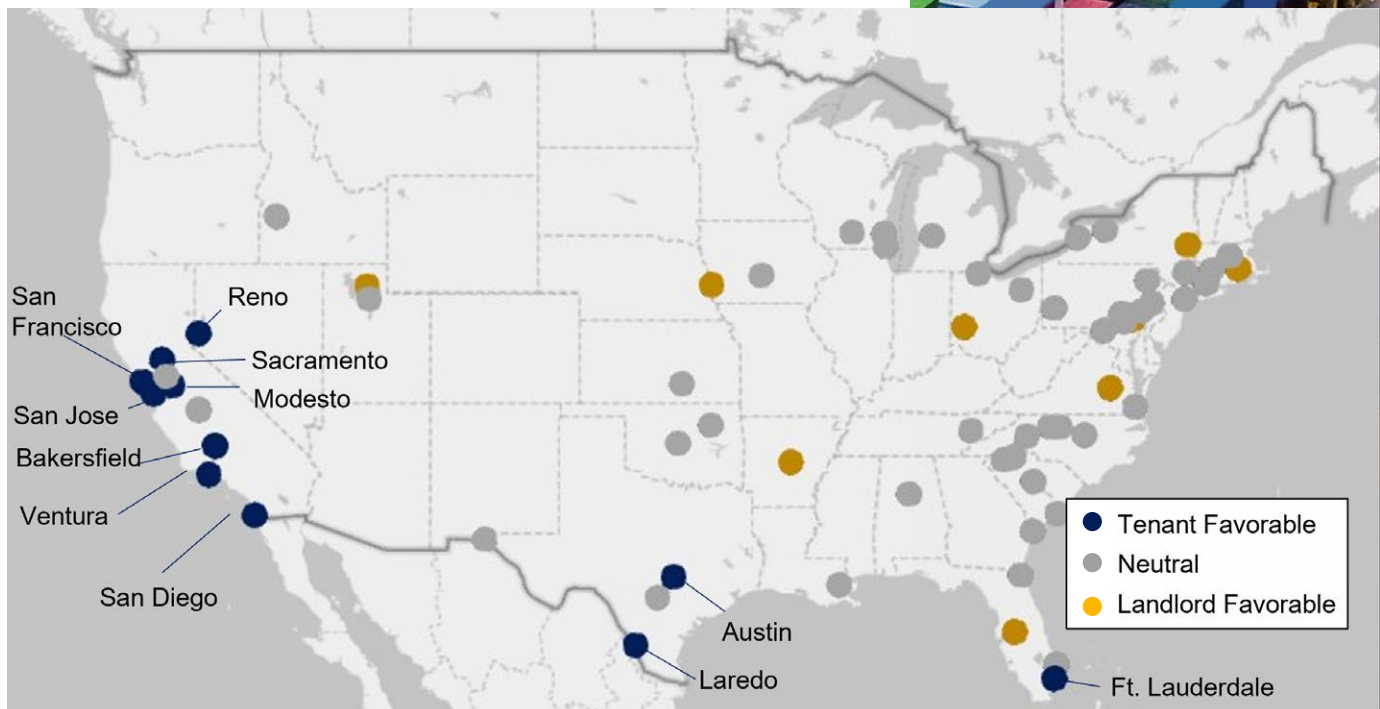 San
Francisco
Reno
Sacramento
Modesto
San Jose
Bakersfield
Ventura
San Diego
Austin
Laredo
Ft. Lauderdale
Tenant Favorable
Neutral
Landlord Favorable